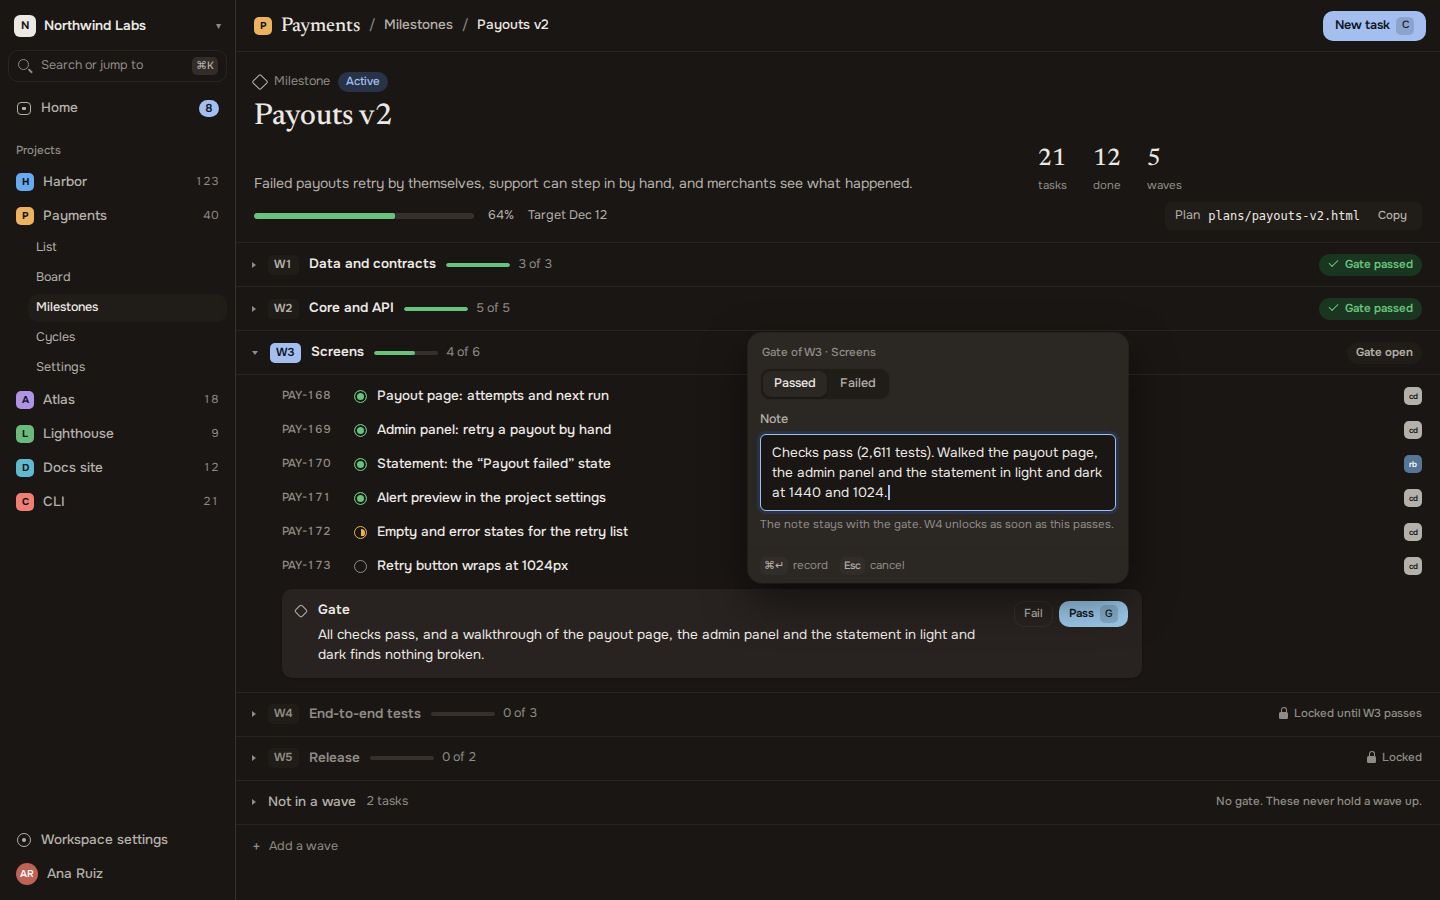 N Northwind Labs
Search or jump to ⌘K
Home 8
Projects
H Harbor 123
P Payments 40
List
Board
Milestones
Cycles
Settings
A Atlas 18
L Lighthouse 9
D Docs site 12
C CLI 21
Workspace settings
AR Ana Ruiz
P Payments / Milestones / Payouts v2
New task C
Milestone Active
Payouts v2
Failed payouts retry by themselves, support can step in by hand, and merchants see what happened.
21 12 5
tasks done waves
64% Target Dec 12
Plan plans/payouts-v2.html Copy
W1 Data and contracts 3 of 3 Gate passed
W2 Core and API 5 of 5 Gate passed
W3 Screens 4 of 6 Gate open
PAY-168 Payout page: attempts and next run cd
PAY-169 Admin panel: retry a payout by hand cd
PAY-170 Statement: the “Payout failed” state rb
PAY-171 Alert preview in the project settings cd
PAY-172 Empty and error states for the retry list cd
PAY-173 Retry button wraps at 1024px cd
Gate of W3 · Screens
Passed Failed
Note
Checks pass (2,611 tests). Walked the payout page,
the admin panel and the statement in light and dark
at 1440 and 1024.
The note stays with the gate. W4 unlocks as soon as this passes.
⌘↵ record Esc cancel
Gate
Fail Pass G
All checks pass, and a walkthrough of the payout page, the admin panel and the statement in light and
dark finds nothing broken.
W4 End-to-end tests 0 of 3 Locked until W3 passes
W5 Release 0 of 2 Locked
Not in a wave 2 tasks No gate. These never hold a wave up.
+ Add a wave